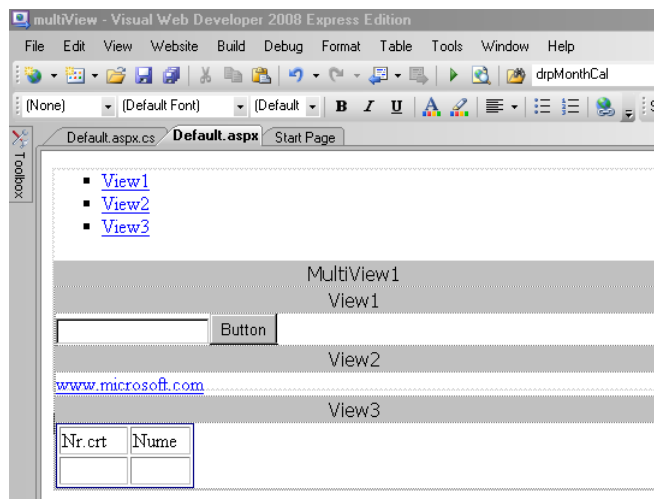 multiView - Visual Web Developer 2008 Express Edition
File Edit View Website Build Debug Format Table Tools Window Help
drpMonthCal
(None) (Default Font) (Default B I U A
Default.aspx.cs Default.aspx Start Page
Toolbox
View1
View2
View3
MultiView1
View1
Button
View2
www.microsoft.com
View3
Nr.crt Nume